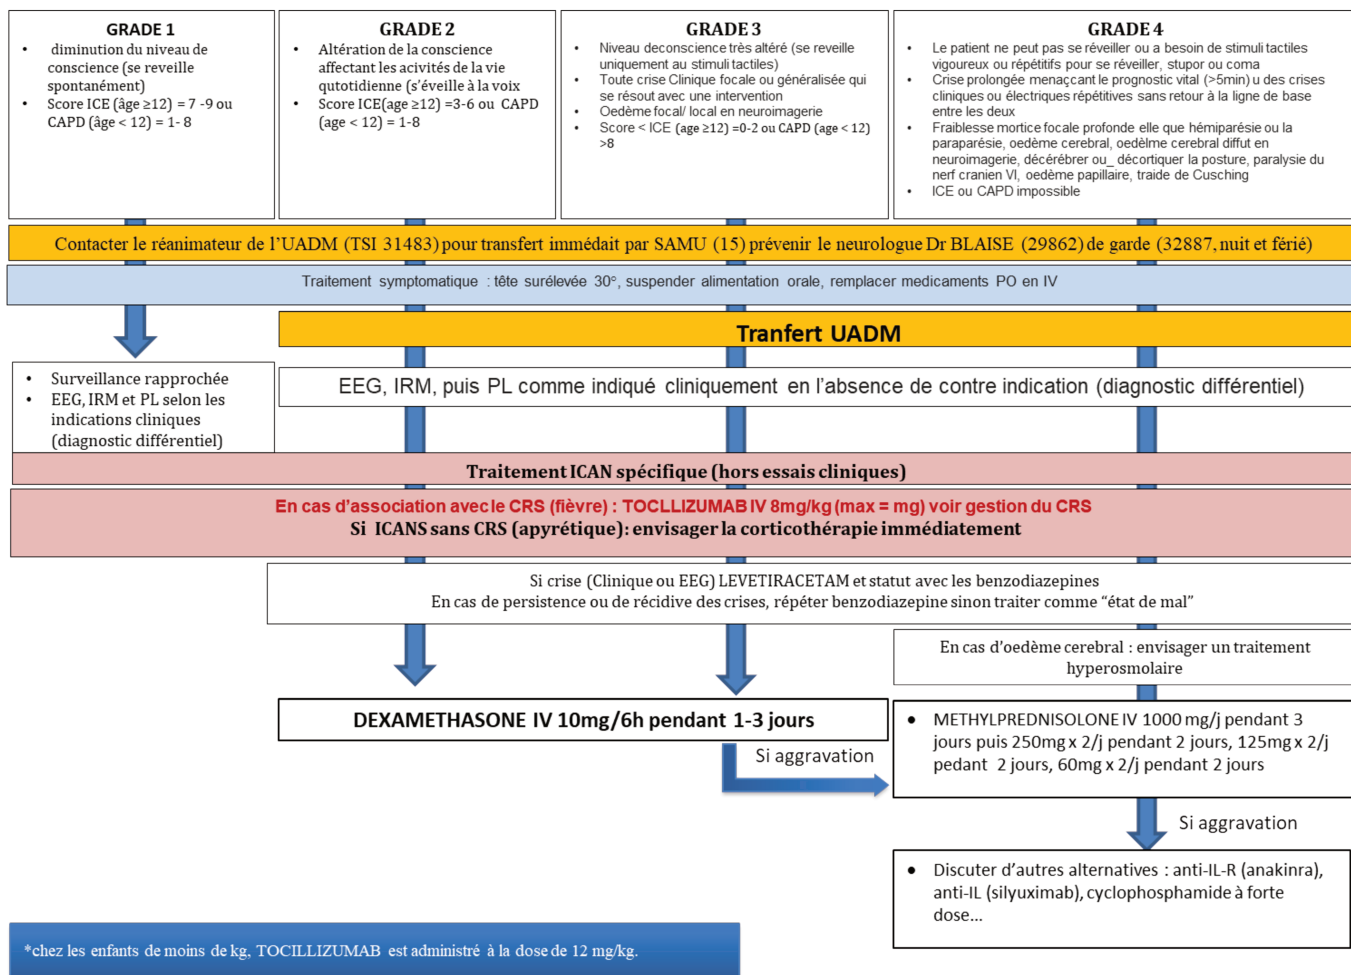 GRADE 1
• diminution du niveau de
conscience (se reveille
spontanément)
• Score ICE (âge ≥12) = 7 -9 ou
CAPD (âge < 12) = 1- 8
GRADE 2
• Altération de la conscience
affectant les acivités de la vie
qutotidienne (s’éveille à la voix
• Score ICE(age ≥12) =3-6 ou CAPD
(age < 12) = 1-8
GRADE 3
• Niveau deconscience très altéré (se reveille
uniquement au stimuli tactiles)
• Toute crise Clinique focale ou généralisée qui
se résout avec une intervention
• Oedème focal/ local en neuroimagerie
• Score < ICE (age ≥12) =0-2 ou CAPD (age < 12)
>8
GRADE 4
• Le patient ne peut pas se réveiller ou a besoin de stimuli tactiles
vigoureux ou répétitifs pour se réveiller, stupor ou coma
• Crise prolongée menaçcant le prognostic vital (>5min) u des crises
cliniques ou électriques répétitives sans retour à la ligne de base
entre les deux
• Fraiblesse mortice focale profonde elle que hémiparésie ou la
paraparésie, oedème cerebral, oedèlme cerebral diffut en
neuroimagerie, décérébrer ou_ décortiquer la posture, paralysie du
nerf cranien VI, oedème papillaire, traide de Cusching
• ICE ou CAPD impossible
Contacter le réanimateur de l’UADM (TSI 31483) pour transfert immédait par SAMU (15) prévenir le neurologue Dr BLAISE (29862) de garde (32887, nuit et férié)
Traitement symptomatique : tête surélevée 30°, suspender alimentation orale, remplacer medicaments PO en IV
Tranfert UADM
• Surveillance rapprochée
• EEG, IRM et PL selon les
indications cliniques
(diagnostic différentiel)
EEG, IRM, puis PL comme indiqué cliniquement en l’absence de contre indication (diagnostic différentiel)
Traitement ICAN spécifique (hors essais cliniques)
En cas d’association avec le CRS (fièvre) : TOCLLIZUMAB IV 8mg/kg (max = mg) voir gestion du CRS
Si ICANS sans CRS (apyrétique): envisager la corticothérapie immédiatement
Si crise (Clinique ou EEG) LEVETIRACETAM et statut avec les benzodiazepines
En cas de persistence ou de récidive des crises, répéter benzodiazepine sinon traiter comme “état de mal”
En cas d’oedème cerebral : envisager un traitement
hyperosmolaire
DEXAMETHASONE IV 10mg/6h pendant 1-3 jours
Si aggravation
• METHYLPREDNISOLONE IV 1000 mg/j pendant 3
jours puis 250mg x 2/j pendant 2 jours, 125mg x 2/j
pedant 2 jours, 60mg x 2/j pendant 2 jours
Si aggravation
• Discuter d’autres alternatives : anti-IL-R (anakinra),
anti-IL (silyuximab), cyclophosphamide à forte
dose…
*chez les enfants de moins de kg, TOCILLIZUMAB est administré à la dose de 12 mg/kg.